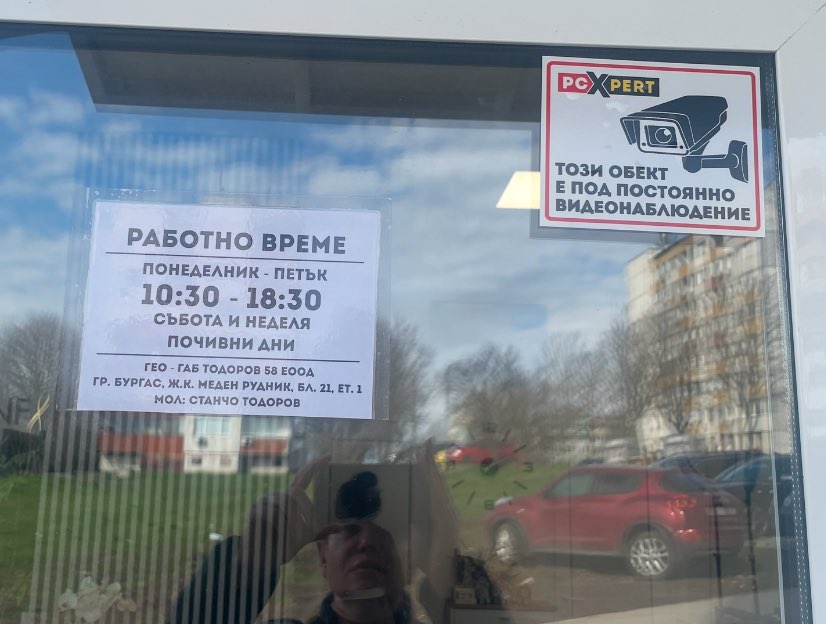 РАБОТНО ВРЕМЕ
ПОНЕДЕЛНИК - ПЕТЪК
10:30 - 18:30
СЪБОТА И НЕДЕЛЯ
ПОЧИВНИ ДНИ
ГЕО - ГАБ ТОДОРОВ 58 ЕООД
ГР. БУРГАС, Ж.К. МЕДЕН РУДНИК, БЛ. 21, ЕТ. 1
МОЛ: СТАНЧО ТОДОРОВ
PCXPERT
ТОЗИ ОБЕКТ
Е ПОД ПОСТОЯННО
ВИДЕОНАБЛЮДЕНИЕ